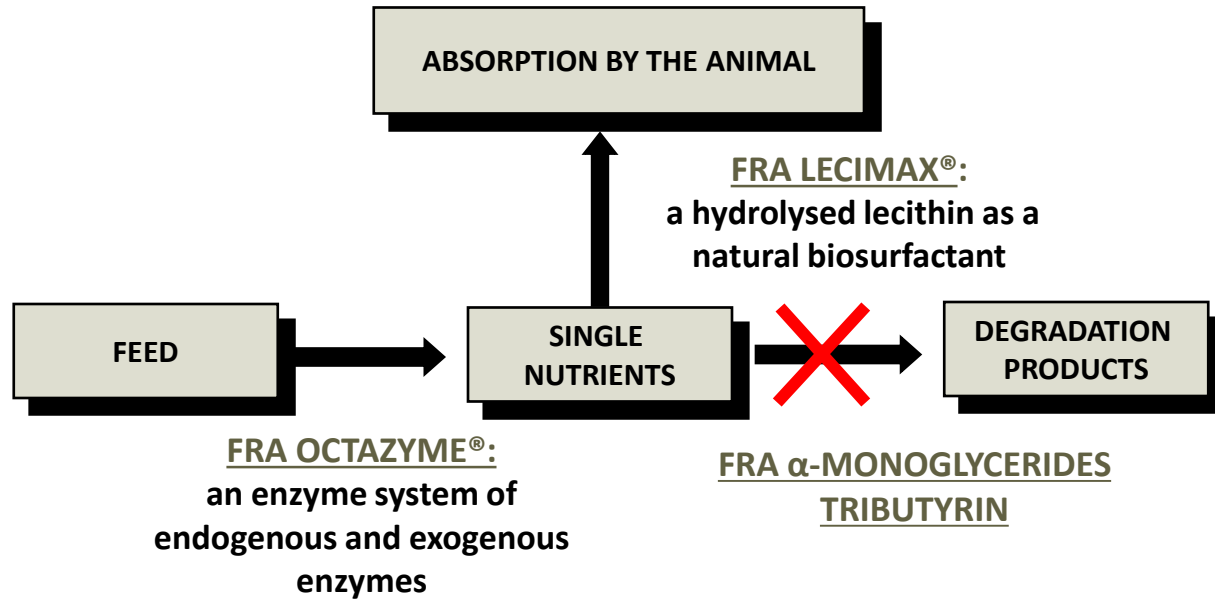 ABSORPTION BY THE ANIMAL
FRA LECIMAX®:
a hydrolysed lecithin as a
natural biosurfactant
FEED
SINGLE
NUTRIENTS
DEGRADATION
PRODUCTS
FRA OCTAZYME®:
an enzyme system of
endogenous and exogenous
enzymes
FRA α-MONOGLYCERIDES
TRIBUTYRIN